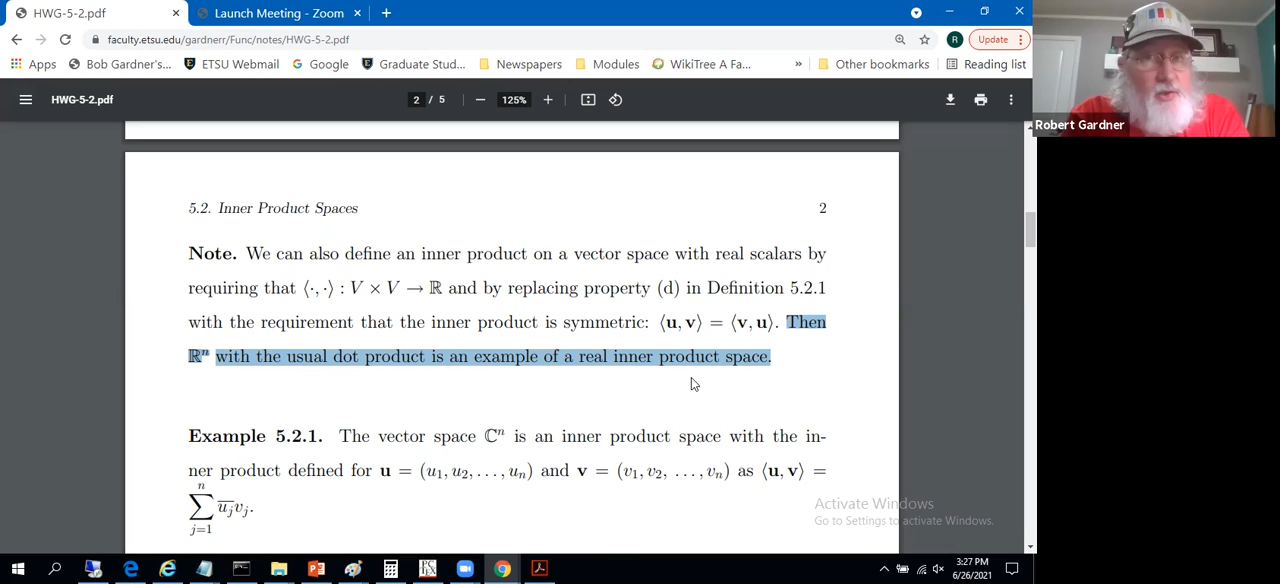 HWG-5-2.pdf × Launch Meeting - Zoom × +
faculty.etsu.edu/gardnerr/Func/notes/HWG-5-2.pdf R Update
Apps Bob Gardner's... ETSU Webmail Google Graduate Stud... Newspapers Modules WikiTree A Fa... » Other bookmarks Reading list
HWG-5-2.pdf 2 / 5 — 125% +
Robert Gardner
5.2. Inner Product Spaces 2
Note. We can also define an inner product on a vector space with real scalars by
requiring that ⟨·, ·⟩ : V × V → ℝ and by replacing property (d) in Definition 5.2.1
with the requirement that the inner product is symmetric: ⟨u, v⟩ = ⟨v, u⟩. Then
ℝⁿ with the usual dot product is an example of a real inner product space.
Example 5.2.1. The vector space ℂⁿ is an inner product space with the in-
ner product defined for u = (u₁, u₂, . . . , uₙ) and v = (v₁, v₂, . . . , vₙ) as ⟨u, v⟩ =
n
∑ u̅ⱼvⱼ.
j=1
Activate Windows
Go to Settings to activate Windows.
3:27 PM
6/26/2021